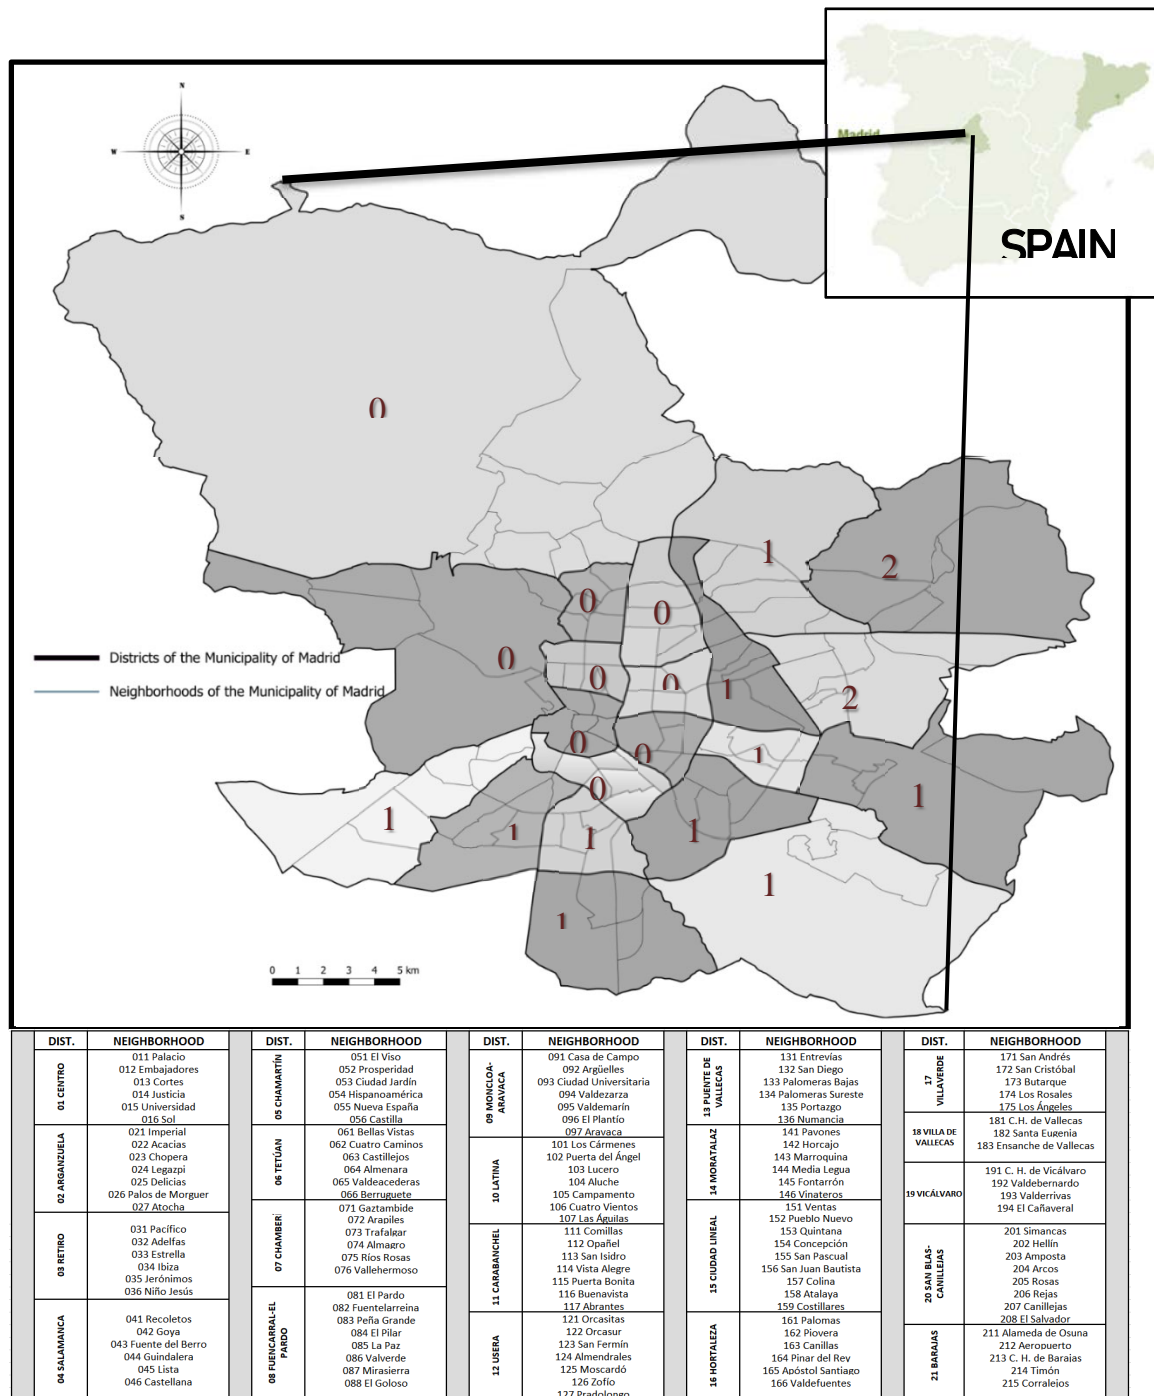 N
W
E
S
Madrid
SPAIN
0
1
2
0
0
0
0
0
1
2
0
0
1
1
0
1
1
1
1
1
1
Districts of the Municipality of Madrid
Neighborhoods of the Municipality of Madrid
0 1 2 3 4 5 km
DIST. NEIGHBORHOOD
01 CENTRO
011 Palacio
012 Embajadores
013 Cortes
014 Justicia
015 Universidad
016 Sol
02 ARGANZUELA
021 Imperial
022 Acacias
023 Chopera
024 Legazpi
025 Delicias
026 Palos de Morguer
027 Atocha
03 RETIRO
031 Pacífico
032 Adelfas
033 Estrella
034 Ibiza
035 Jerónimos
036 Niño Jesús
04 SALAMANCA
041 Recoletos
042 Goya
043 Fuente del Berro
044 Guindalera
045 Lista
046 Castellana
DIST. NEIGHBORHOOD
05 CHAMARTÍN
051 El Viso
052 Prosperidad
053 Ciudad Jardín
054 Hispanoamérica
055 Nueva España
056 Castilla
06 TETÚAN
061 Bellas Vistas
062 Cuatro Caminos
063 Castillejos
064 Almenara
065 Valdeacederas
066 Berruguete
07 CHAMBERÍ
071 Gaztambide
072 Arapiles
073 Trafalgar
074 Almagro
075 Ríos Rosas
076 Vallehermoso
08 FUENCARRAL-EL
PARDO
081 El Pardo
082 Fuentelarreina
083 Peña Grande
084 El Pilar
085 La Paz
086 Valverde
087 Mirasierra
088 El Goloso
DIST. NEIGHBORHOOD
09 MONCLOA-
ARAVACA
091 Casa de Campo
092 Argüelles
093 Ciudad Universitaria
094 Valdezarza
095 Valdemarín
096 El Plantío
097 Aravaca
10 LATINA
101 Los Cármenes
102 Puerta del Ángel
103 Lucero
104 Aluche
105 Campamento
106 Cuatro Vientos
107 Las Águilas
11 CARABANCHEL
111 Comillas
112 Opañel
113 San Isidro
114 Vista Alegre
115 Puerta Bonita
116 Buenavista
117 Abrantes
12 USERA
121 Orcasitas
122 Orcasur
123 San Fermín
124 Almendrales
125 Moscardó
126 Zofío
127 Pradolongo
DIST. NEIGHBORHOOD
13 PUENTE DE
VALLECAS
131 Entrevías
132 San Diego
133 Palomeras Bajas
134 Palomeras Sureste
135 Portazgo
136 Numancia
14 MORATALAZ
141 Pavones
142 Horcajo
143 Marroquina
144 Media Legua
145 Fontarrón
146 Vinateros
15 CIUDAD LINEAL
151 Ventas
152 Pueblo Nuevo
153 Quintana
154 Concepción
155 San Pascual
156 San Juan Bautista
157 Colina
158 Atalaya
159 Costillares
16 HORTALEZA
161 Palomas
162 Piovera
163 Canillas
164 Pinar del Rey
165 Apóstol Santiago
166 Valdefuentes
DIST. NEIGHBORHOOD
17
VILLAVERDE
171 San Andrés
172 San Cristóbal
173 Butarque
174 Los Rosales
175 Los Ángeles
18 VILLA DE
VALLECAS
181 C.H. de Vallecas
182 Santa Eugenia
183 Ensanche de Vallecas
19 VICÁLVARO
191 C. H. de Vicálvaro
192 Valdebernardo
193 Valderrivas
194 El Cañaveral
20 SAN BLAS-
CANILLEJAS
201 Simancas
202 Hellín
203 Amposta
204 Arcos
205 Rosas
206 Rejas
207 Canillejas
208 El Salvador
21 BARAJAS
211 Alameda de Osuna
212 Aeropuerto
213 C. H. de Barajas
214 Timón
215 Corralejos